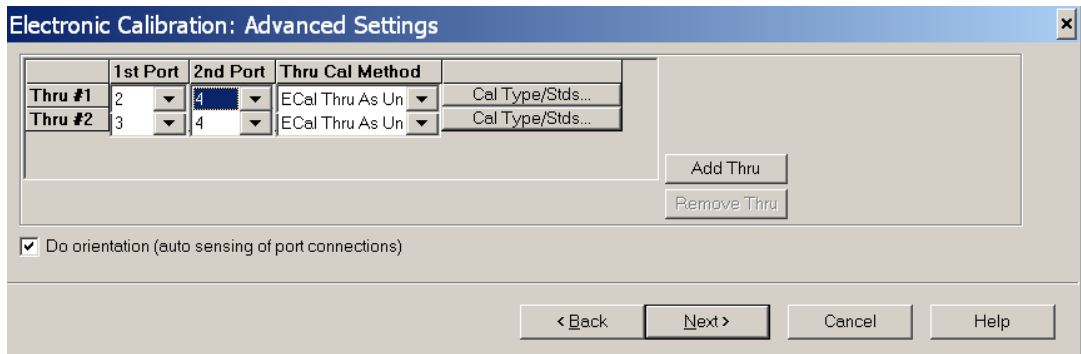 Electronic Calibration: Advanced Settings
1st Port 2nd Port Thru Cal Method
Thru #1 2 4 ECal Thru As Un Cal Type/Stds...
Thru #2 3 4 ECal Thru As Un Cal Type/Stds...
Add Thru
Remove Thru
Do orientation (auto sensing of port connections)
< Back Next > Cancel Help